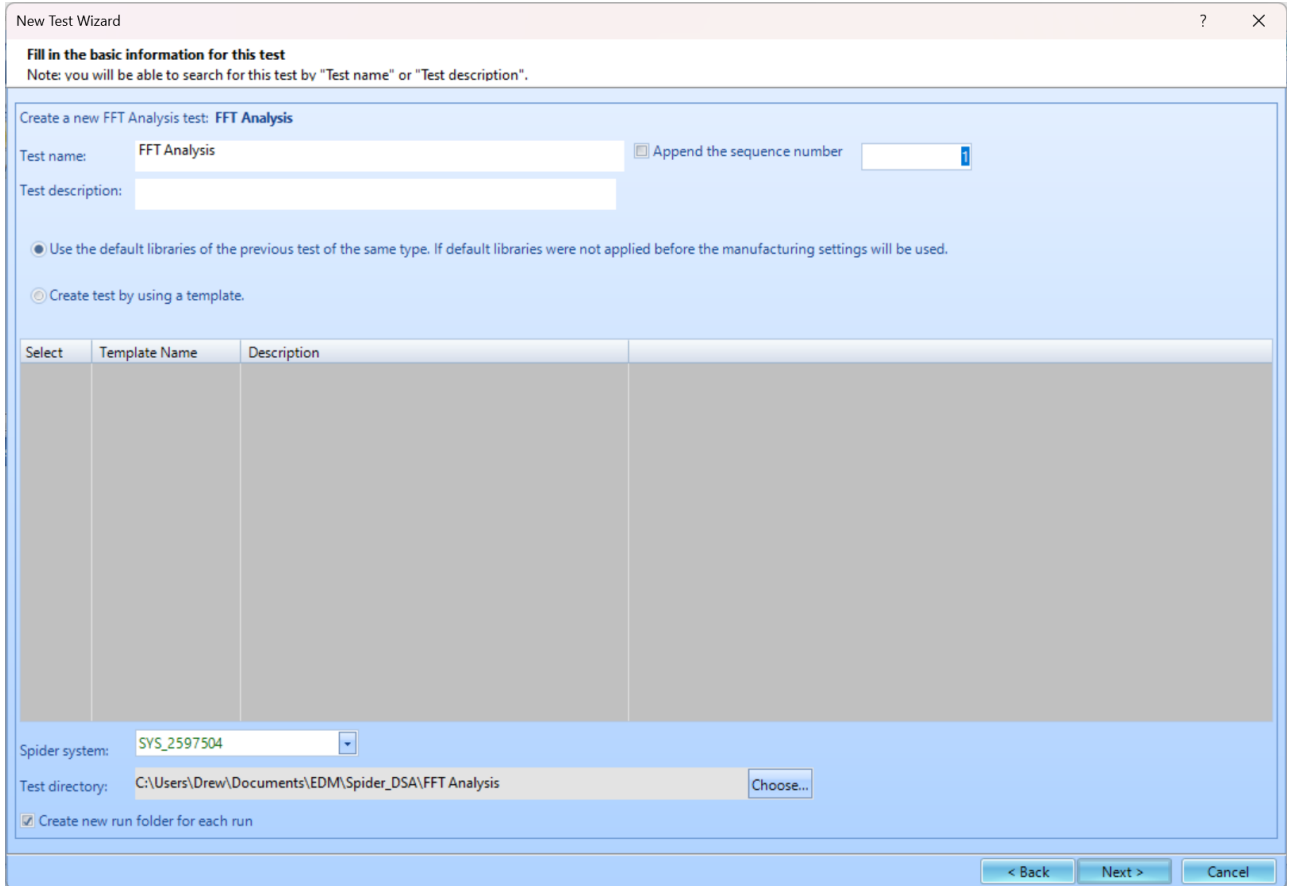 New Test Wizard
?
Fill in the basic information for this test
Note: you will be able to search for this test by "Test name" or "Test description".
Create a new FFT Analysis test: FFT Analysis
Test name: FFT Analysis Append the sequence number 1
Test description:
Use the default libraries of the previous test of the same type. If default libraries were not applied before the manufacturing settings will be used.
Create test by using a template.
Select Template Name Description
Spider system: SYS_2597504
Test directory: C:\Users\Drew\Documents\EDM\Spider_DSA\FFT Analysis Choose...
Create new run folder for each run
< Back Next > Cancel